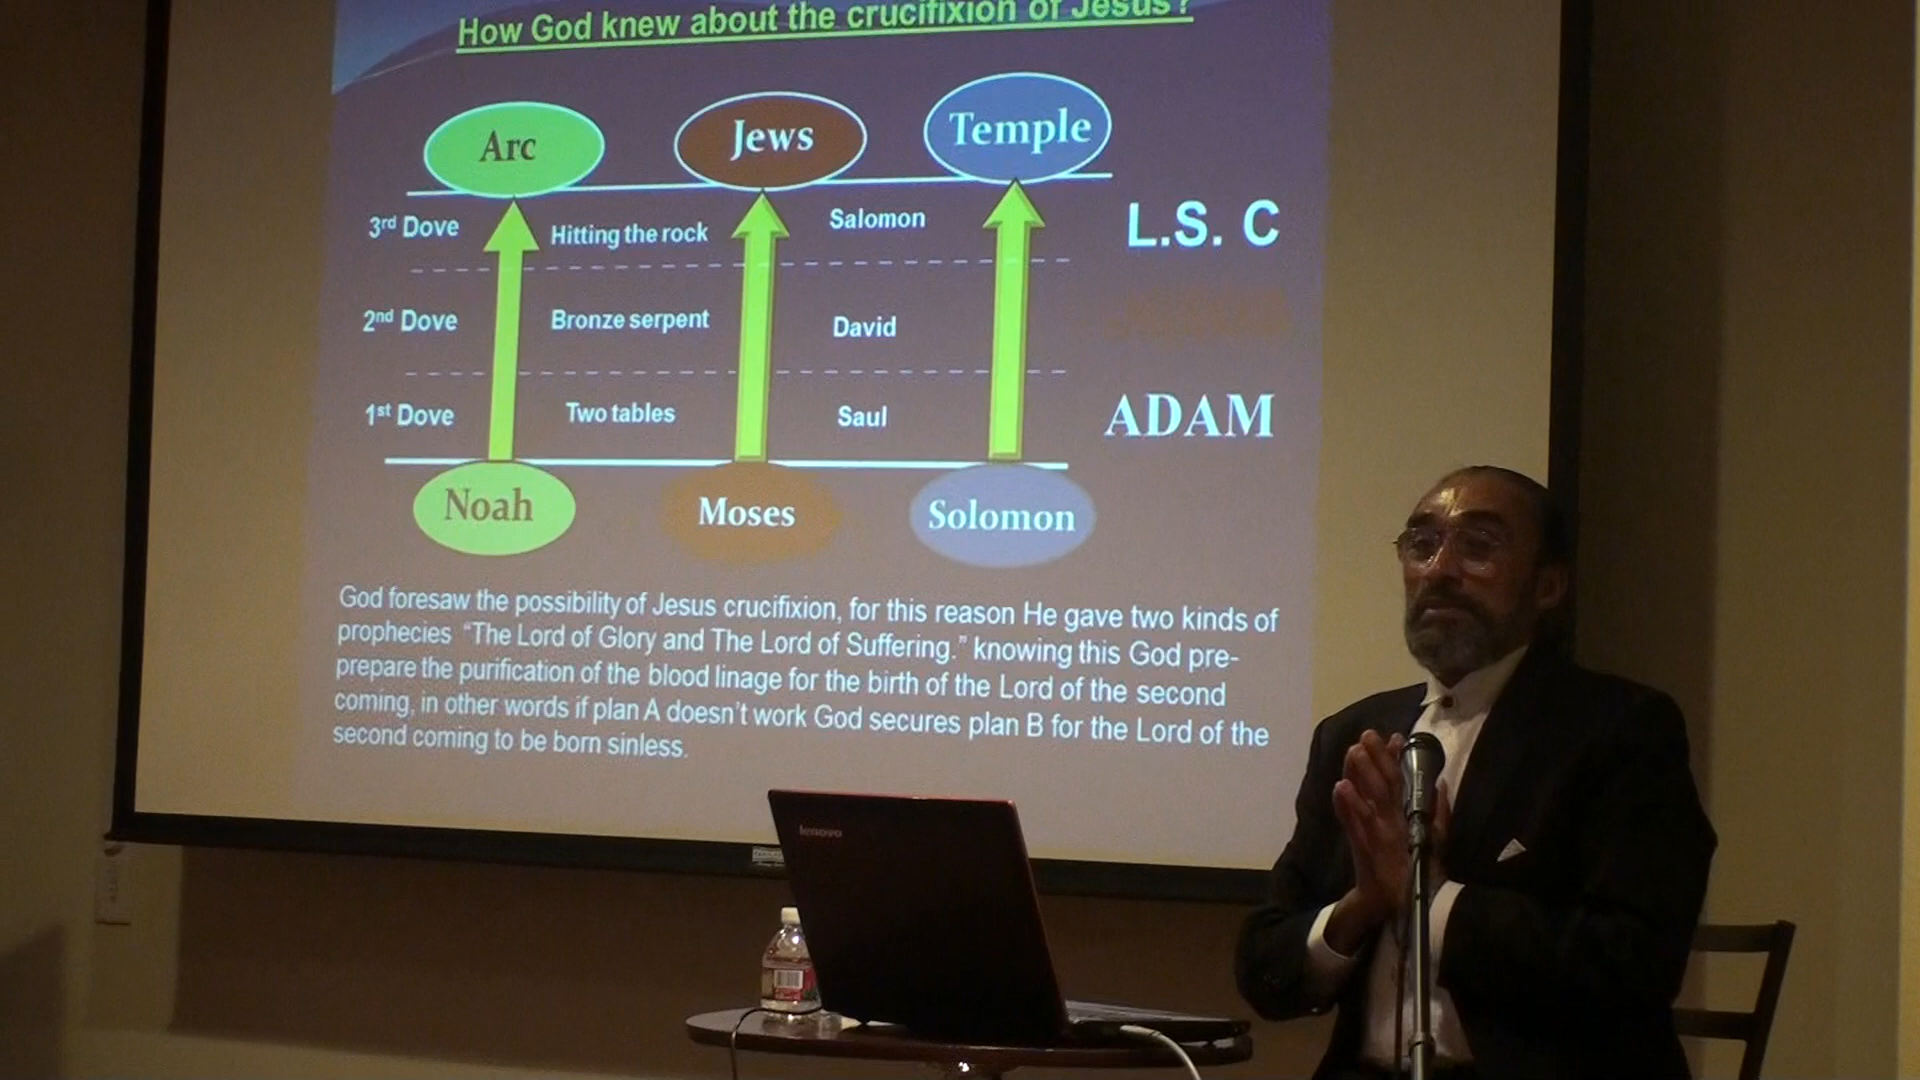 How God knew about the crucifixion of Jesus?
Arc
Jews
Temple
3rd Dove
Hitting the rock
Salomon
L.S. C
2nd Dove
Bronze serpent
David
1st Dove
Two tables
Saul
ADAM
Noah
Moses
Solomon
God foresaw the possibility of Jesus crucifixion, for this reason He gave two kinds of
prophecies “The Lord of Glory and The Lord of Suffering.” knowing this God pre-
prepare the purification of the blood linage for the birth of the Lord of the second
coming, in other words if plan A doesn’t work God secures plan B for the Lord of the
second coming to be born sinless.
lenovo